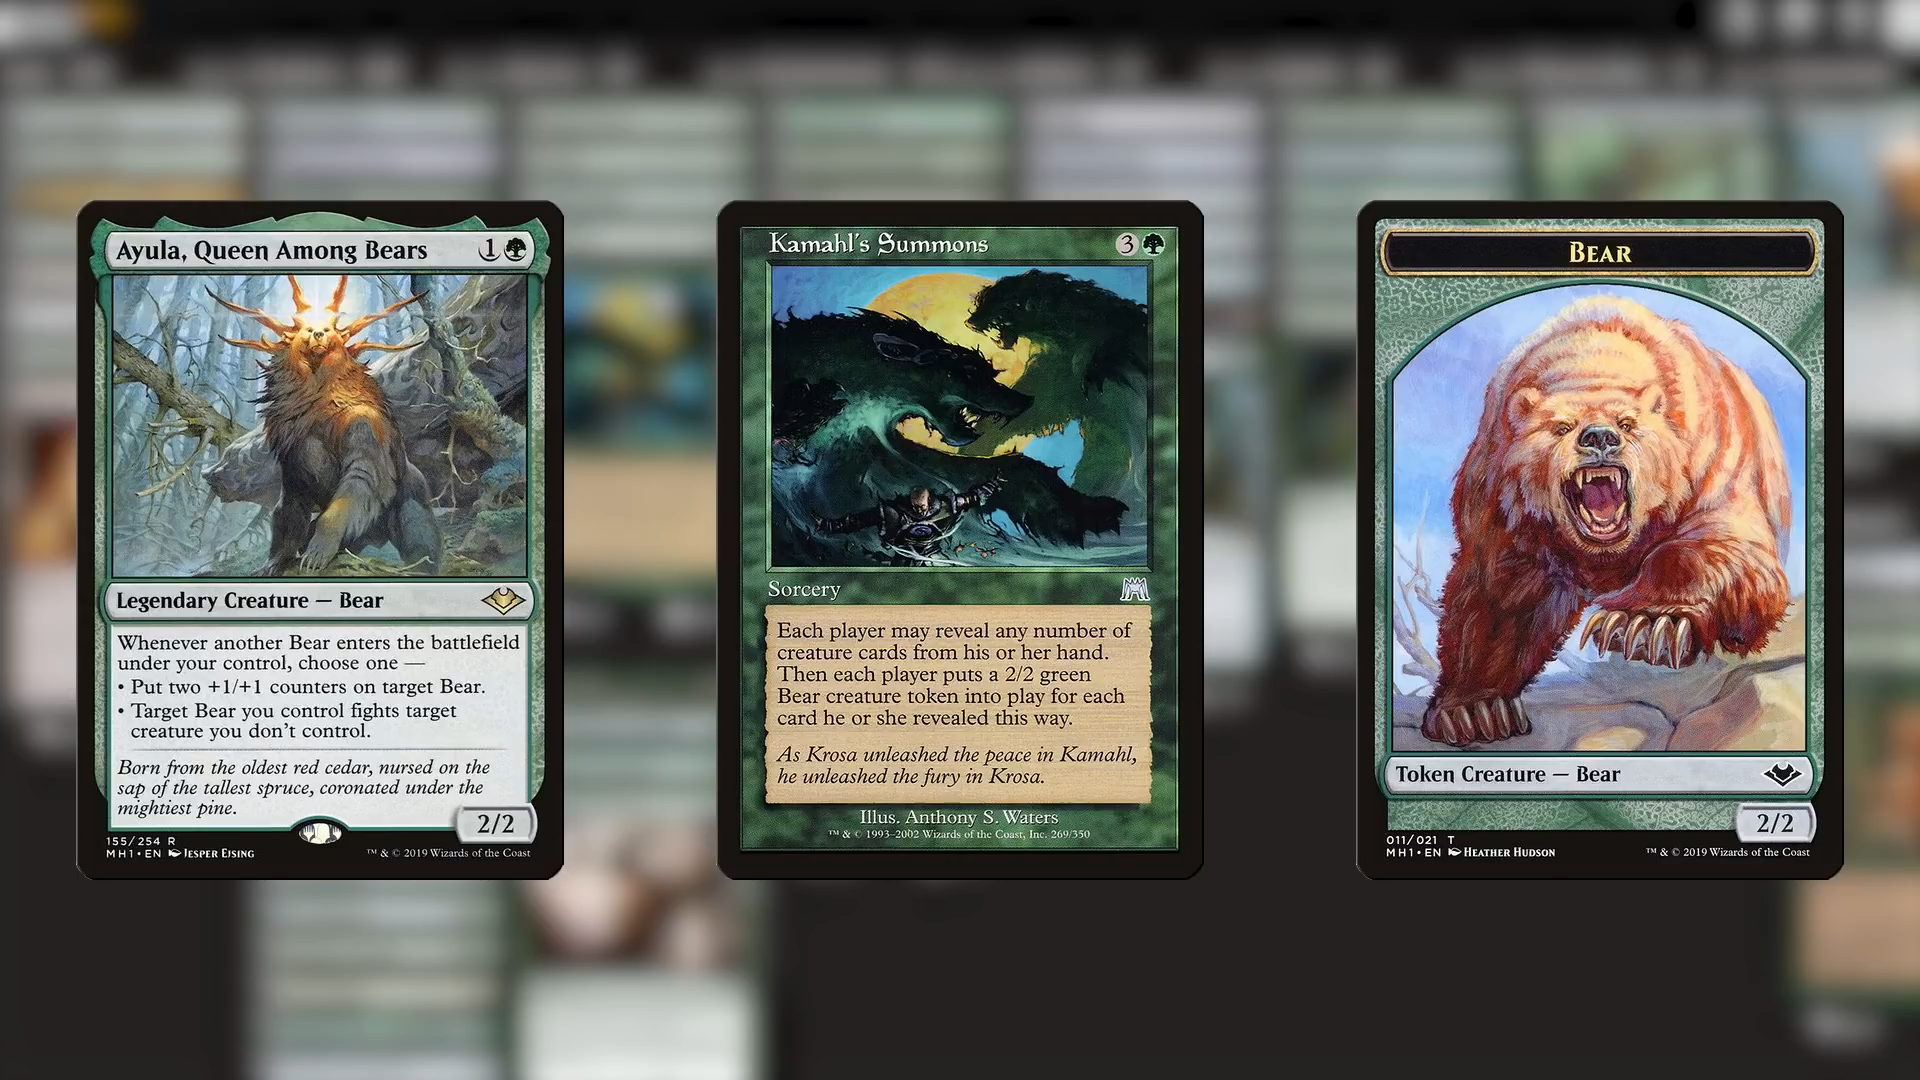 Ayula, Queen Among Bears 1
Legendary Creature — Bear
Whenever another Bear enters the battlefield
under your control, choose one —
• Put two +1/+1 counters on target Bear.
• Target Bear you control fights target
creature you don't control.
Born from the oldest red cedar, nursed on the
sap of the tallest spruce, coronated under the
mightiest pine.
2/2
155/254 R
MH1 • EN Jesper Ejsing
™ & © 2019 Wizards of the Coast
Kamahl's Summons 3
Sorcery
Each player may reveal any number of
creature cards from his or her hand.
Then each player puts a 2/2 green
Bear creature token into play for each
card he or she revealed this way.
As Krosa unleashed the peace in Kamahl,
he unleashed the fury in Krosa.
Illus. Anthony S. Waters
™ & © 1993–2002 Wizards of the Coast, Inc. 269/350
Bear
Token Creature — Bear
2/2
011/021 T
MH1 • EN Heather Hudson
™ & © 2019 Wizards of the Coast